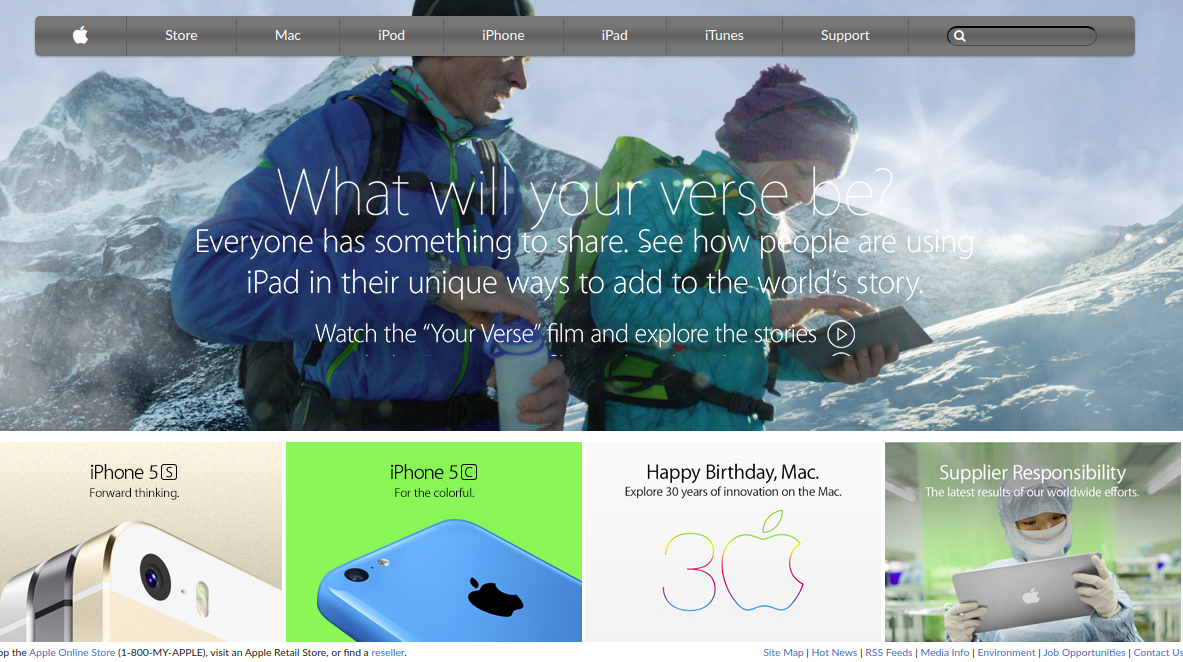 Store Mac iPod iPhone iPad iTunes Support
What will your verse be?
Everyone has something to share. See how people are using
iPad in their unique ways to add to the world's story.
Watch the “Your Verse” film and explore the stories
iPhone 5S
Forward thinking.
iPhone 5C
For the colorful.
Happy Birthday, Mac.
Explore 30 years of innovation on the Mac.
30
Supplier Responsibility
The latest results of our worldwide efforts.
op the Apple Online Store (1-800-MY-APPLE), visit an Apple Retail Store, or find a reseller.
Site Map | Hot News | RSS Feeds | Media Info | Environment | Job Opportunities | Contact Us